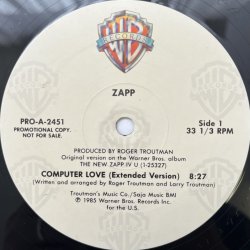 RECORDS
ZAPP
PRO-A-2451
PROMOTIONAL COPY.
NOT FOR SALE.
Side 1
33 1/3 RPM
PRODUCED BY ROGER TROUTMAN
Original version on the Warner Bros. album
THE NEW ZAPP IV U (1-25327)
COMPUTER LOVE (Extended Version) 8:27
(Written and arranged by Roger Troutman and Larry Troutman)
Troutman's Music Co./Saja Music BMI
℗ 1985 Warner Bros. Records Inc.
for the U.S.